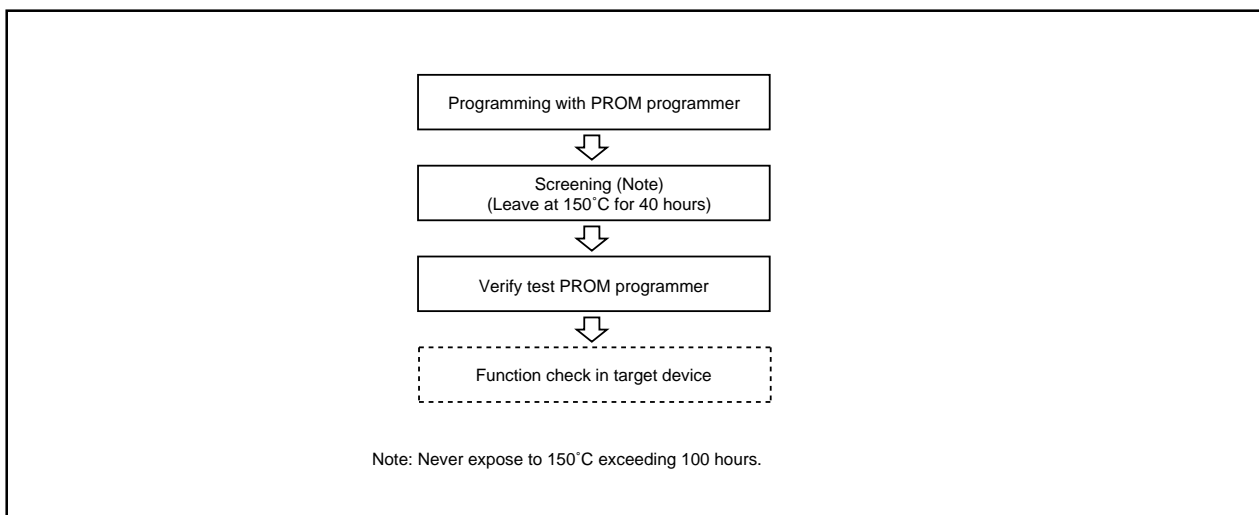 Programming with PROM programmer
Screening (Note)
(Leave at 150˚C for 40 hours)
Verify test PROM programmer
Function check in target device
Note: Never expose to 150˚C exceeding 100 hours.